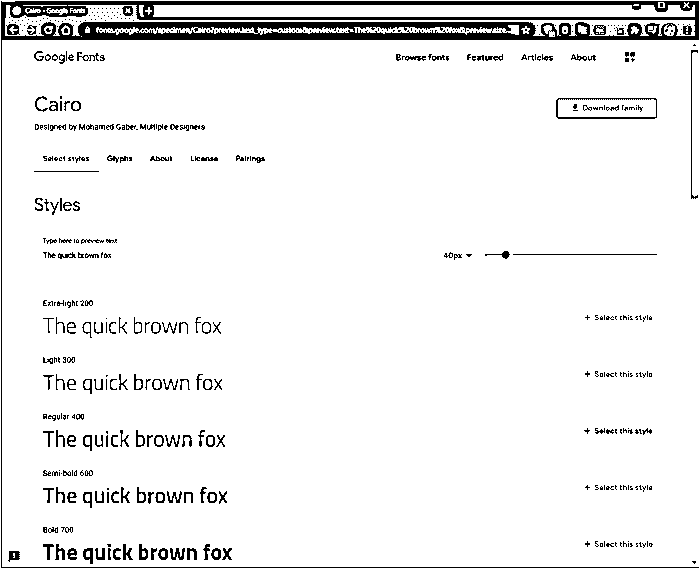 Cairo - Google Fonts
fonts.google.com/specimen/Cairo?preview.text_type=custom&preview.text=The%20quick%20brown%20fox&preview.size...
Google Fonts
Browse fonts Featured Articles About
Cairo
Download family
Designed by Mohamed Gaber, Multiple Designers
Select styles Glyphs About License Pairings
Styles
Type here to preview text
The quick brown fox 40px
Extra-light 200
The quick brown fox + Select this style
Light 300
The quick brown fox + Select this style
Regular 400
The quick brown fox + Select this style
Semi-bold 600
The quick brown fox + Select this style
Bold 700
The quick brown fox + Select this style